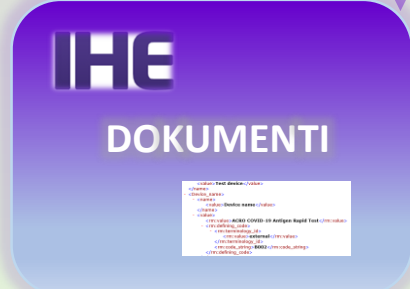 IHE
DOKUMENTI
<value>Test device</value>
</name>
- <Device_name>
- <name>
<value>Device name</value>
</name>
- <value>
<rm:value>ACRO COVID-19 Antigen Rapid Test</rm:value>
- <rm:defining_code>
- <rm:terminology_id>
<rm:value>external</rm:value>
</rm:terminology_id>
<rm:code_string>B002</rm:code_string>
</rm:defining_code>